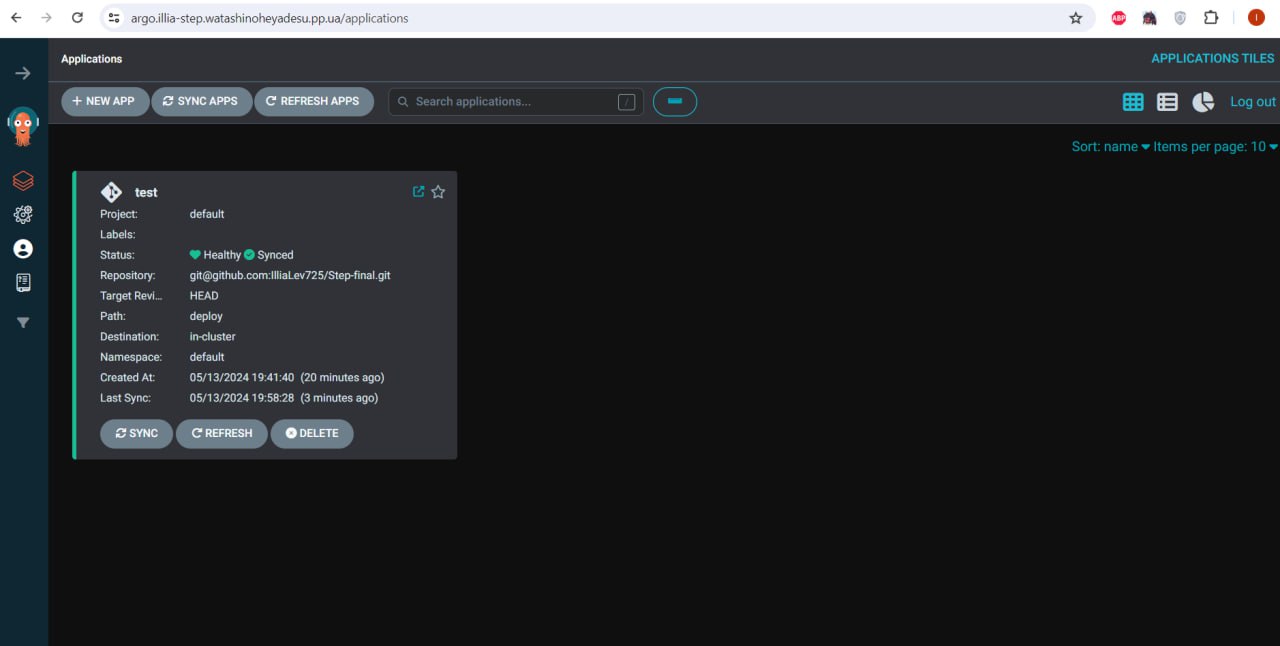 argo.illia-step.watashinoheyadesu.pp.ua/applications
ABP
I
Applications
APPLICATIONS TILES
NEW APP SYNC APPS REFRESH APPS Search applications... / Log out
Sort: name Items per page: 10
test
Project: default
Labels:
Status: Healthy Synced
Repository: git@github.com:IlliaLev725/Step-final.git
Target Revi... HEAD
Path: deploy
Destination: in-cluster
Namespace: default
Created At: 05/13/2024 19:41:40 (20 minutes ago)
Last Sync: 05/13/2024 19:58:28 (3 minutes ago)
SYNC REFRESH DELETE